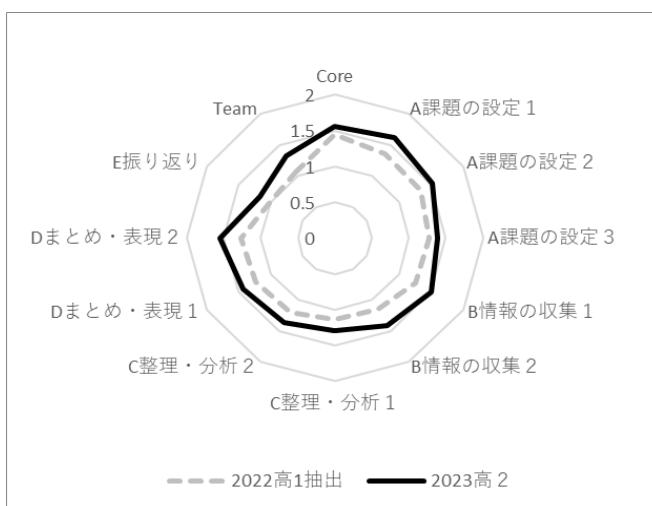 Core
A課題の設定１
A課題の設定２
A課題の設定３
B情報の収集１
B情報の収集２
C整理・分析１
C整理・分析２
Dまとめ・表現１
Dまとめ・表現２
E振り返り
Team
2
1.5
1
0.5
0
2022高1抽出
2023高２